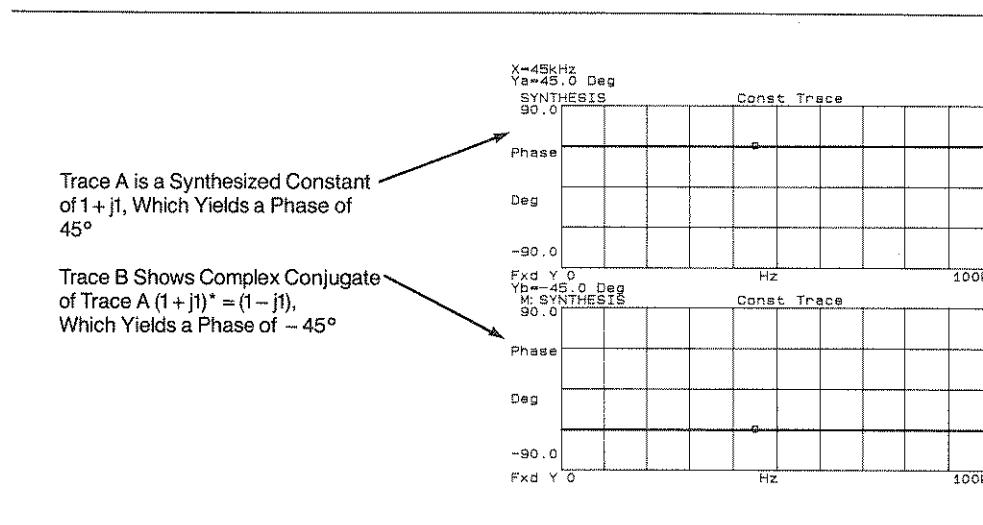 X=45kHz
Ya=45.0 Deg
SYNTHESIS Const Trace
90.0
Phase
Deg
-90.0
Fxd Y 0 Hz 100k
Trace A is a Synthesized Constant
of 1 + j1, Which Yields a Phase of
45°
Trace B Shows Complex Conjugate
of Trace A (1 + j1)* = (1 – j1),
Which Yields a Phase of – 45°
Yb=-45.0 Deg
M: SYNTHESIS Const Trace
90.0
Phase
Deg
-90.0
Fxd Y 0 Hz 100k